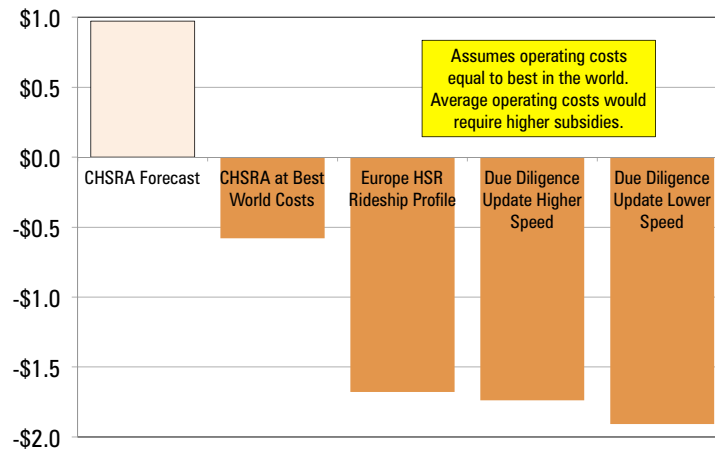 $1.0
Assumes operating costs
equal to best in the world.
Average operating costs would
require higher subsidies.
$0.5
$0.0
CHSRA Forecast
CHSRA at Best
World Costs
Europe HSR
Rideship Profile
Due Diligence
Update Higher
Speed
Due Diligence
Update Lower
Speed
-$0.5
-$1.0
-$1.5
-$2.0